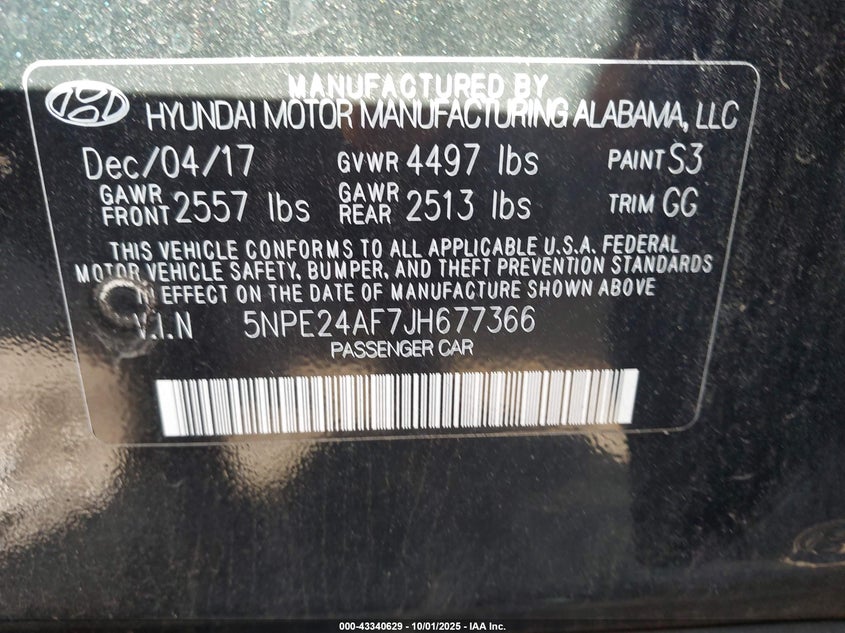 MANUFACTURED BY
HYUNDAI MOTOR MANUFACTURING ALABAMA, LLC
Dec/04/17 GVWR 4497 lbs PAINT S3
GAWR FRONT 2557 lbs GAWR REAR 2513 lbs TRIM GG
THIS VEHICLE CONFORMS TO ALL APPLICABLE U.S.A. FEDERAL
MOTOR VEHICLE SAFETY, BUMPER, AND THEFT PREVENTION STANDARDS
IN EFFECT ON THE DATE OF MANUFACTURE SHOWN ABOVE
V.I.N 5NPE24AF7JH677366
PASSENGER CAR
000-43340629 - 10/01/2025 - IAA Inc.